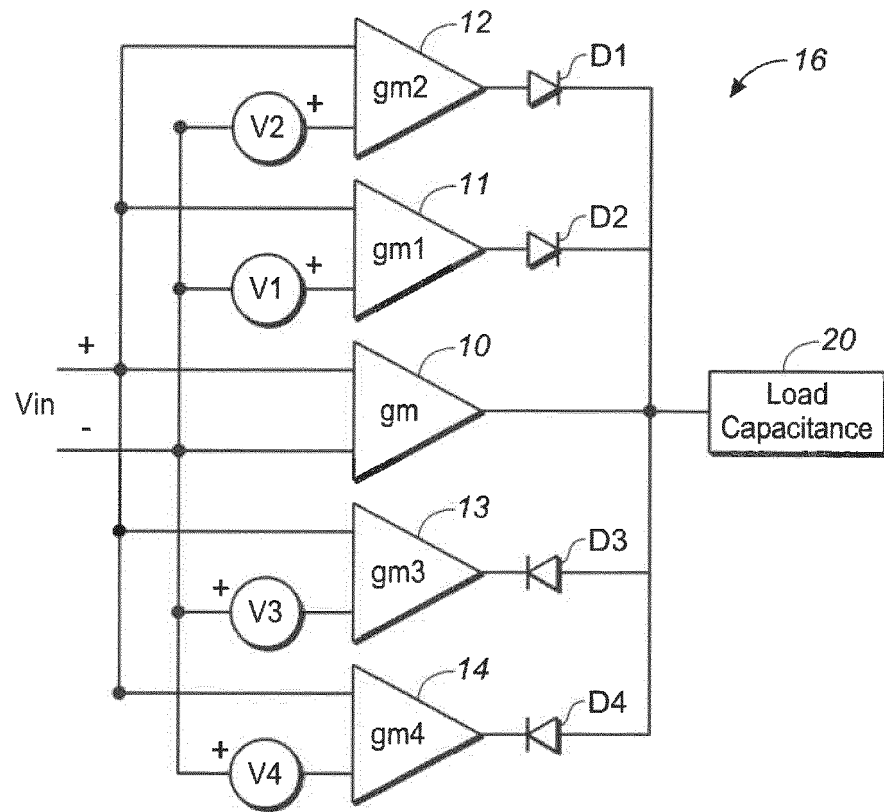 12
D1
16
gm2
+
V2
11
D2
gm1
+
V1
10
20
+
Vin
-
gm
Load
Capacitance
13
D3
gm3
+
V3
14
D4
gm4
+
V4